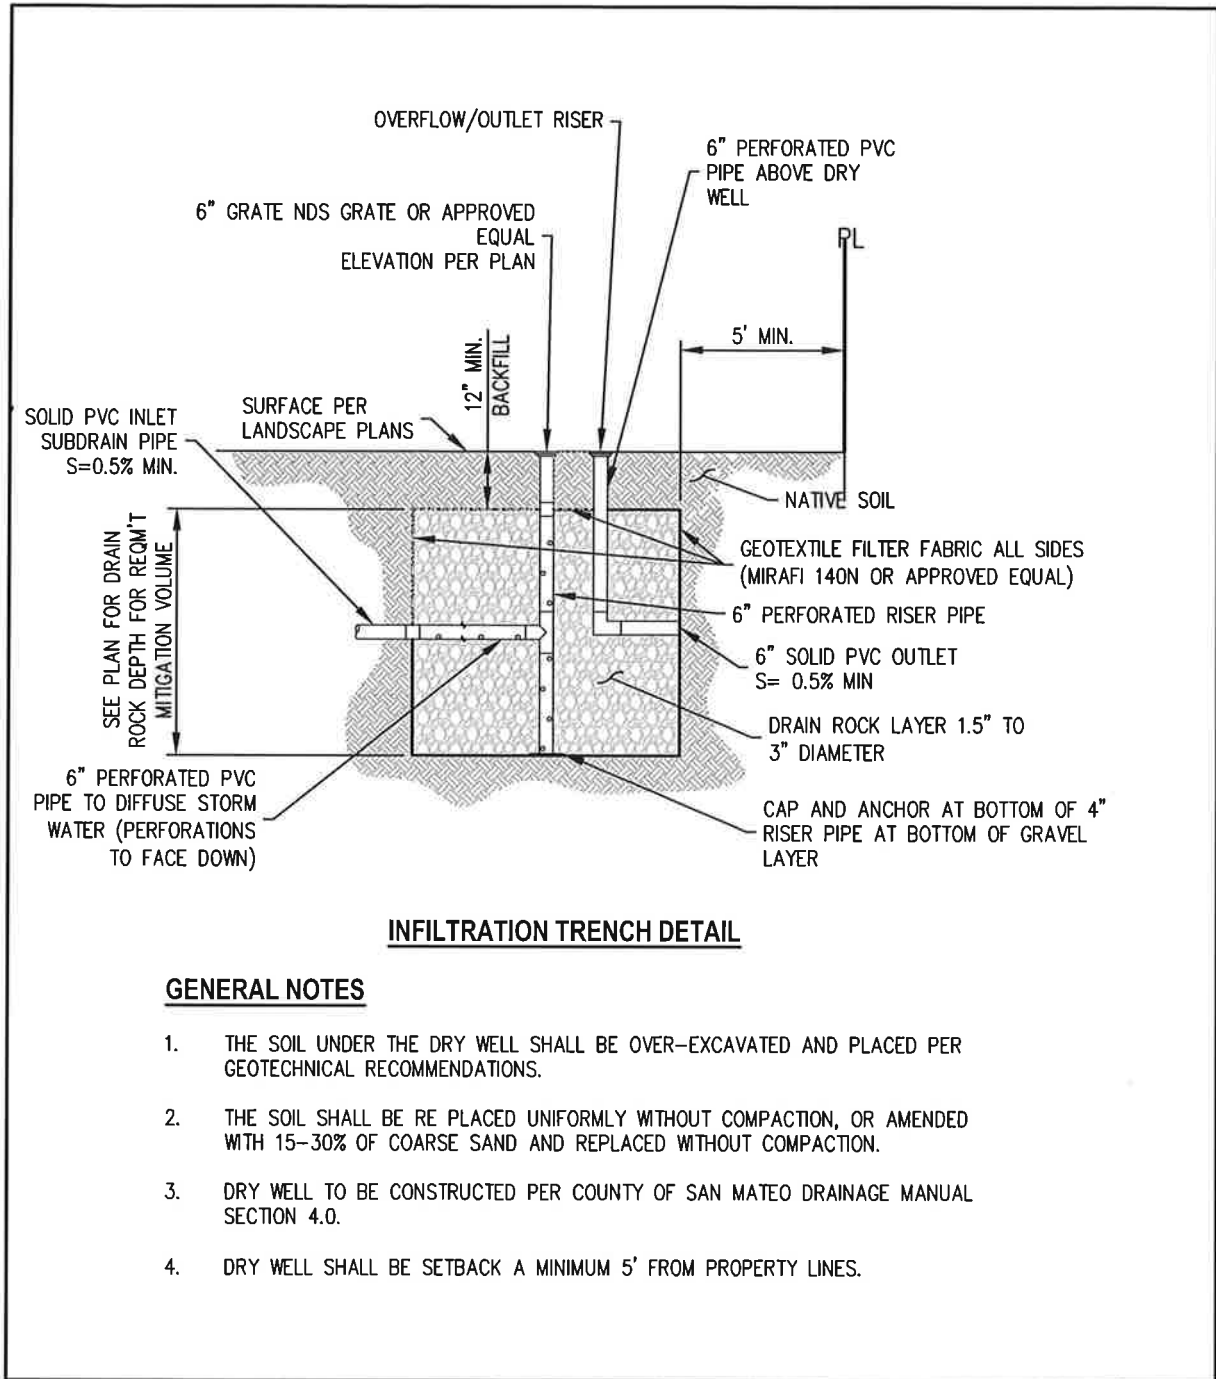 OVERFLOW/OUTLET RISER
6" PERFORATED PVC
PIPE ABOVE DRY
WELL
6" GRATE NDS GRATE OR APPROVED
EQUAL
ELEVATION PER PLAN
PL
5' MIN.
12" MIN.
BACKFILL
SURFACE PER
LANDSCAPE PLANS
SOLID PVC INLET
SUBDRAIN PIPE
S=0.5% MIN.
NATIVE SOIL
SEE PLAN FOR DRAIN
ROCK DEPTH FOR REQM'T
MITIGATION VOLUME
GEOTEXTILE FILTER FABRIC ALL SIDES
(MIRAFI 140N OR APPROVED EQUAL)
6" PERFORATED RISER PIPE
6" SOLID PVC OUTLET
S= 0.5% MIN
DRAIN ROCK LAYER 1.5" TO
3" DIAMETER
6" PERFORATED PVC
PIPE TO DIFFUSE STORM
WATER (PERFORATIONS
TO FACE DOWN)
CAP AND ANCHOR AT BOTTOM OF 4"
RISER PIPE AT BOTTOM OF GRAVEL
LAYER
INFILTRATION TRENCH DETAIL
GENERAL NOTES
1. THE SOIL UNDER THE DRY WELL SHALL BE OVER-EXCAVATED AND PLACED PER
GEOTECHNICAL RECOMMENDATIONS.
2. THE SOIL SHALL BE RE PLACED UNIFORMLY WITHOUT COMPACTION, OR AMENDED
WITH 15-30% OF COARSE SAND AND REPLACED WITHOUT COMPACTION.
3. DRY WELL TO BE CONSTRUCTED PER COUNTY OF SAN MATEO DRAINAGE MANUAL
SECTION 4.0.
4. DRY WELL SHALL BE SETBACK A MINIMUM 5' FROM PROPERTY LINES.